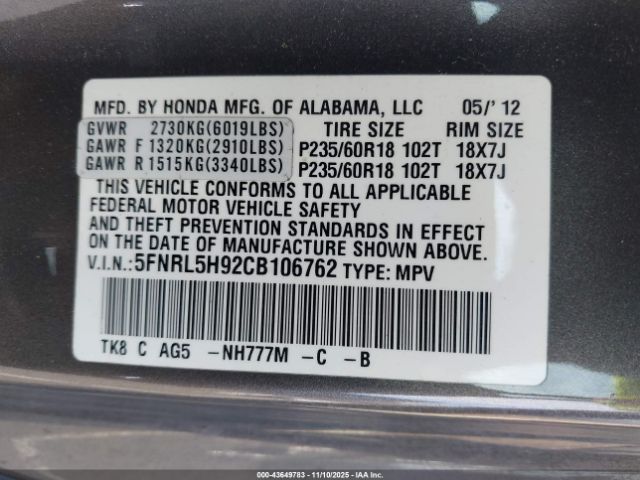 MFD. BY HONDA MFG. OF ALABAMA, LLC 05/' 12
GVWR 2730KG(6019LBS) TIRE SIZE RIM SIZE
GAWR F 1320KG(2910LBS) P235/60R18 102T 18X7J
GAWR R 1515KG(3340LBS) P235/60R18 102T 18X7J
THIS VEHICLE CONFORMS TO ALL APPLICABLE
FEDERAL MOTOR VEHICLE SAFETY
AND THEFT PREVENTION STANDARDS IN EFFECT
ON THE DATE OF MANUFACTURE SHOWN ABOVE.
V.I.N.:5FNRL5H92CB106762 TYPE: MPV
TK8 C AG5 -NH777M -C -B
000-43649783 - 11/10/2025 - IAAI.CA